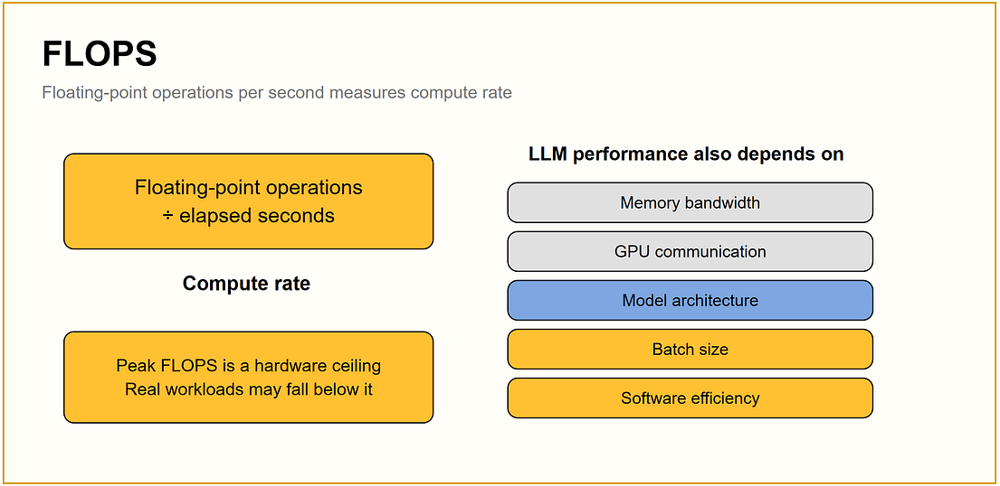 FLOPS
Floating-point operations per second measures compute rate
Floating-point operations
÷ elapsed seconds
Compute rate
Peak FLOPS is a hardware ceiling
Real workloads may fall below it
LLM performance also depends on
Memory bandwidth
GPU communication
Model architecture
Batch size
Software efficiency